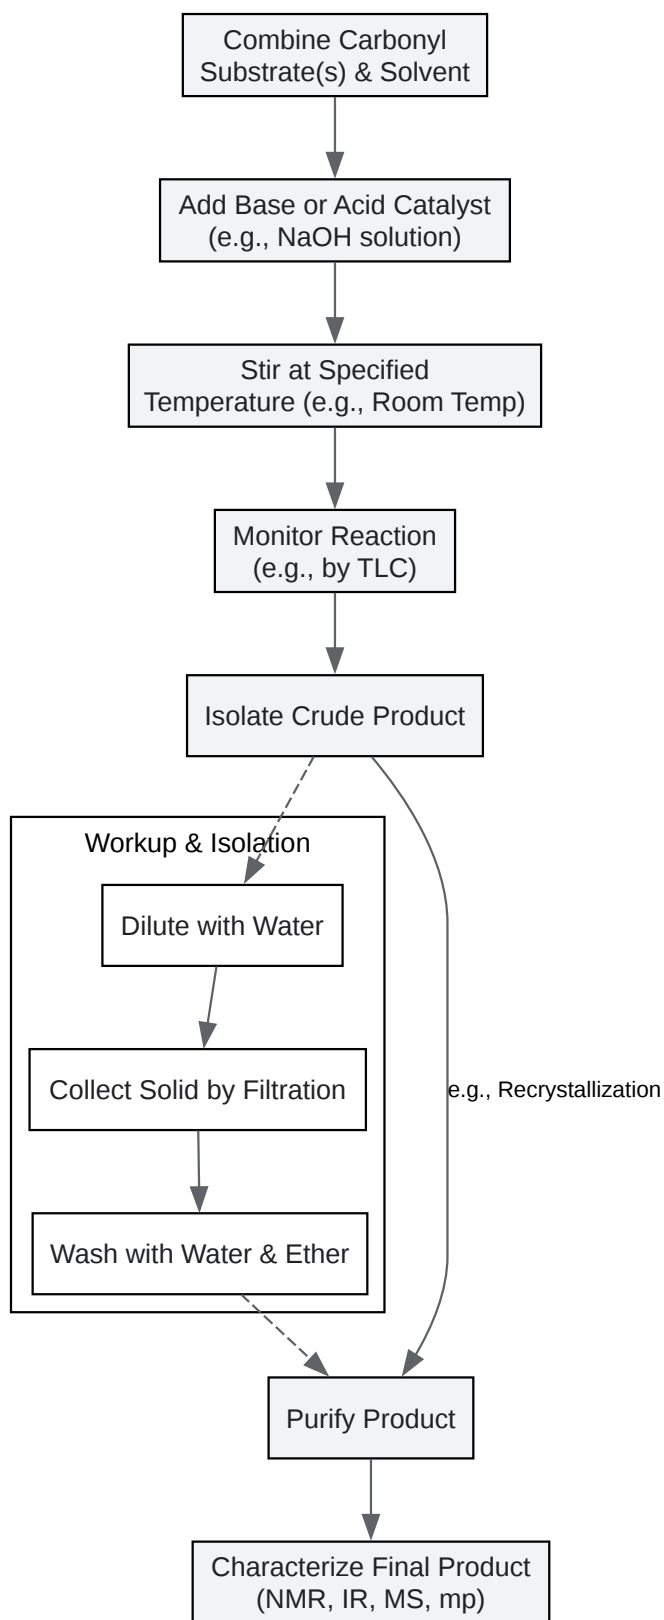 Combine Carbonyl
Substrate(s) & Solvent
Add Base or Acid Catalyst
(e.g., NaOH solution)
Stir at Specified
Temperature (e.g., Room Temp)
Monitor Reaction
(e.g., by TLC)
Isolate Crude Product
Workup & Isolation
Dilute with Water
Collect Solid by Filtration
e.g., Recrystallization
Wash with Water & Ether
Purify Product
Characterize Final Product
(NMR, IR, MS, mp)